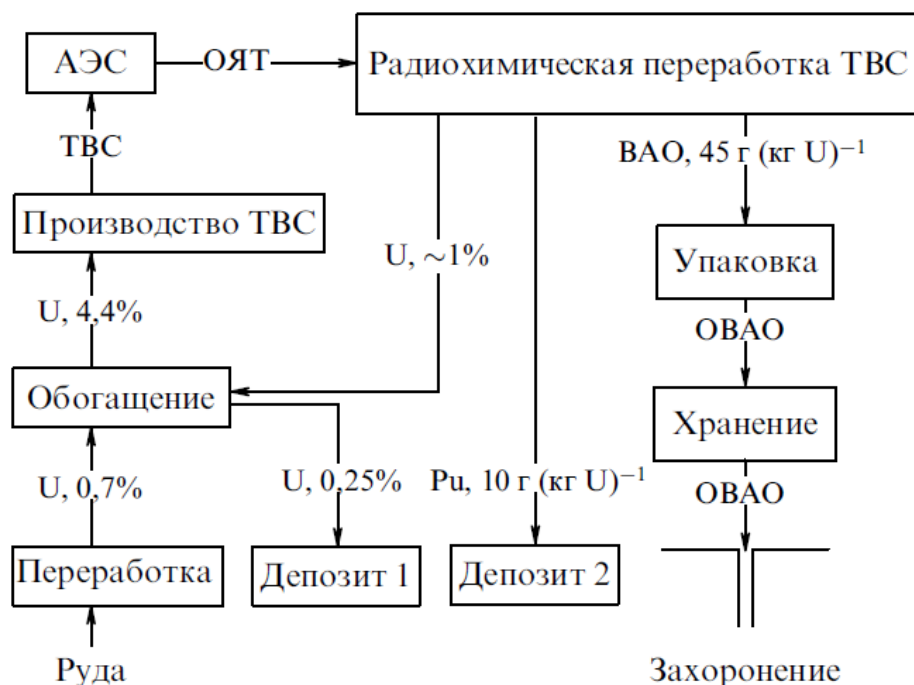 АЭС
ОЯТ
Радиохимическая переработка ТВС
ТВС
ВАО, 45 г (кг U)⁻¹
Производство ТВС
U, ~1%
Упаковка
U, 4,4%
ОВАО
Обогащение
Хранение
U, 0,7%
U, 0,25%
Pu, 10 г (кг U)⁻¹
ОВАО
Переработка
Депозит 1
Депозит 2
Руда
Захоронение